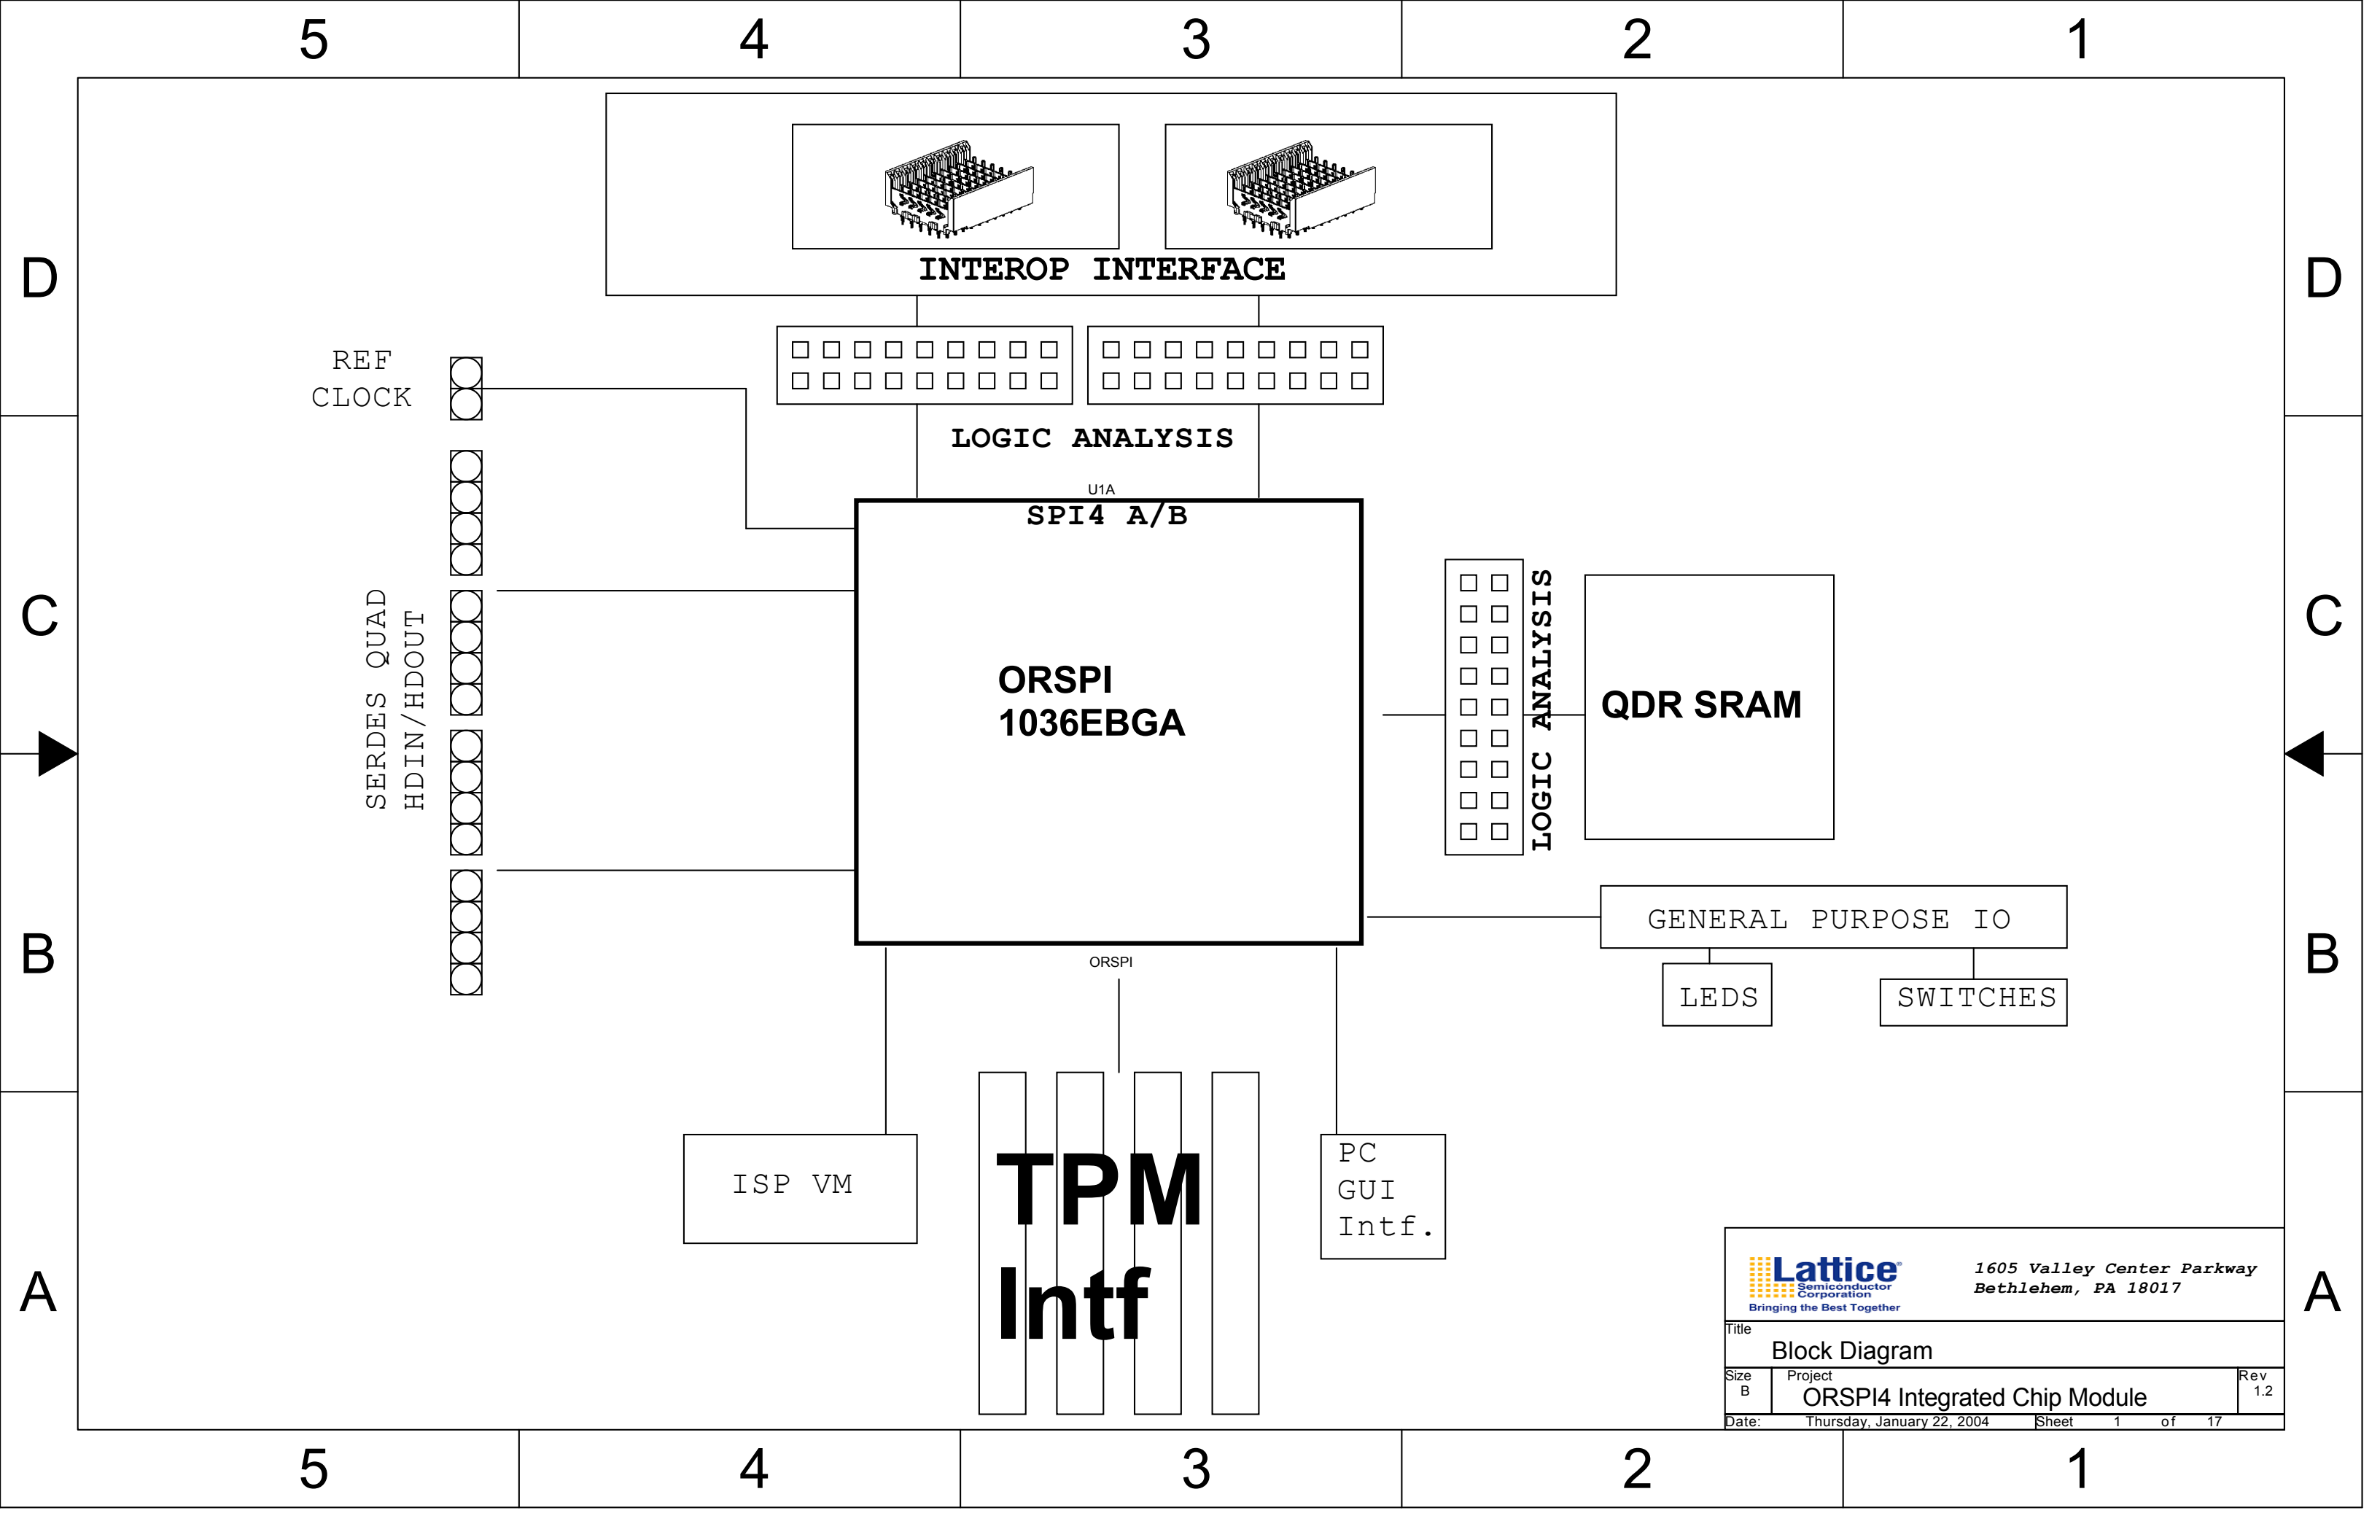 5 4 3 2 1
D D
INTEROP INTERFACE
REF
CLOCK
LOGIC ANALYSIS
U1A
SPI4 A/B
C C
SERDES QUAD
HDIN/HDOUT
ORSPI
1036EBGA
LOGIC ANALYSIS
QDR SRAM
GENERAL PURPOSE IO
B B
ORSPI
LEDS SWITCHES
ISP VM
TPM
Intf
PC
GUI
Intf.
A A
Lattice®
Semiconductor
Corporation
Bringing the Best Together
1605 Valley Center Parkway
Bethlehem, PA 18017
Title
Block Diagram
Size Project Rev
B ORSPI4 Integrated Chip Module 1.2
Date: Thursday, January 22, 2004 Sheet 1 of 17
5 4 3 2 1